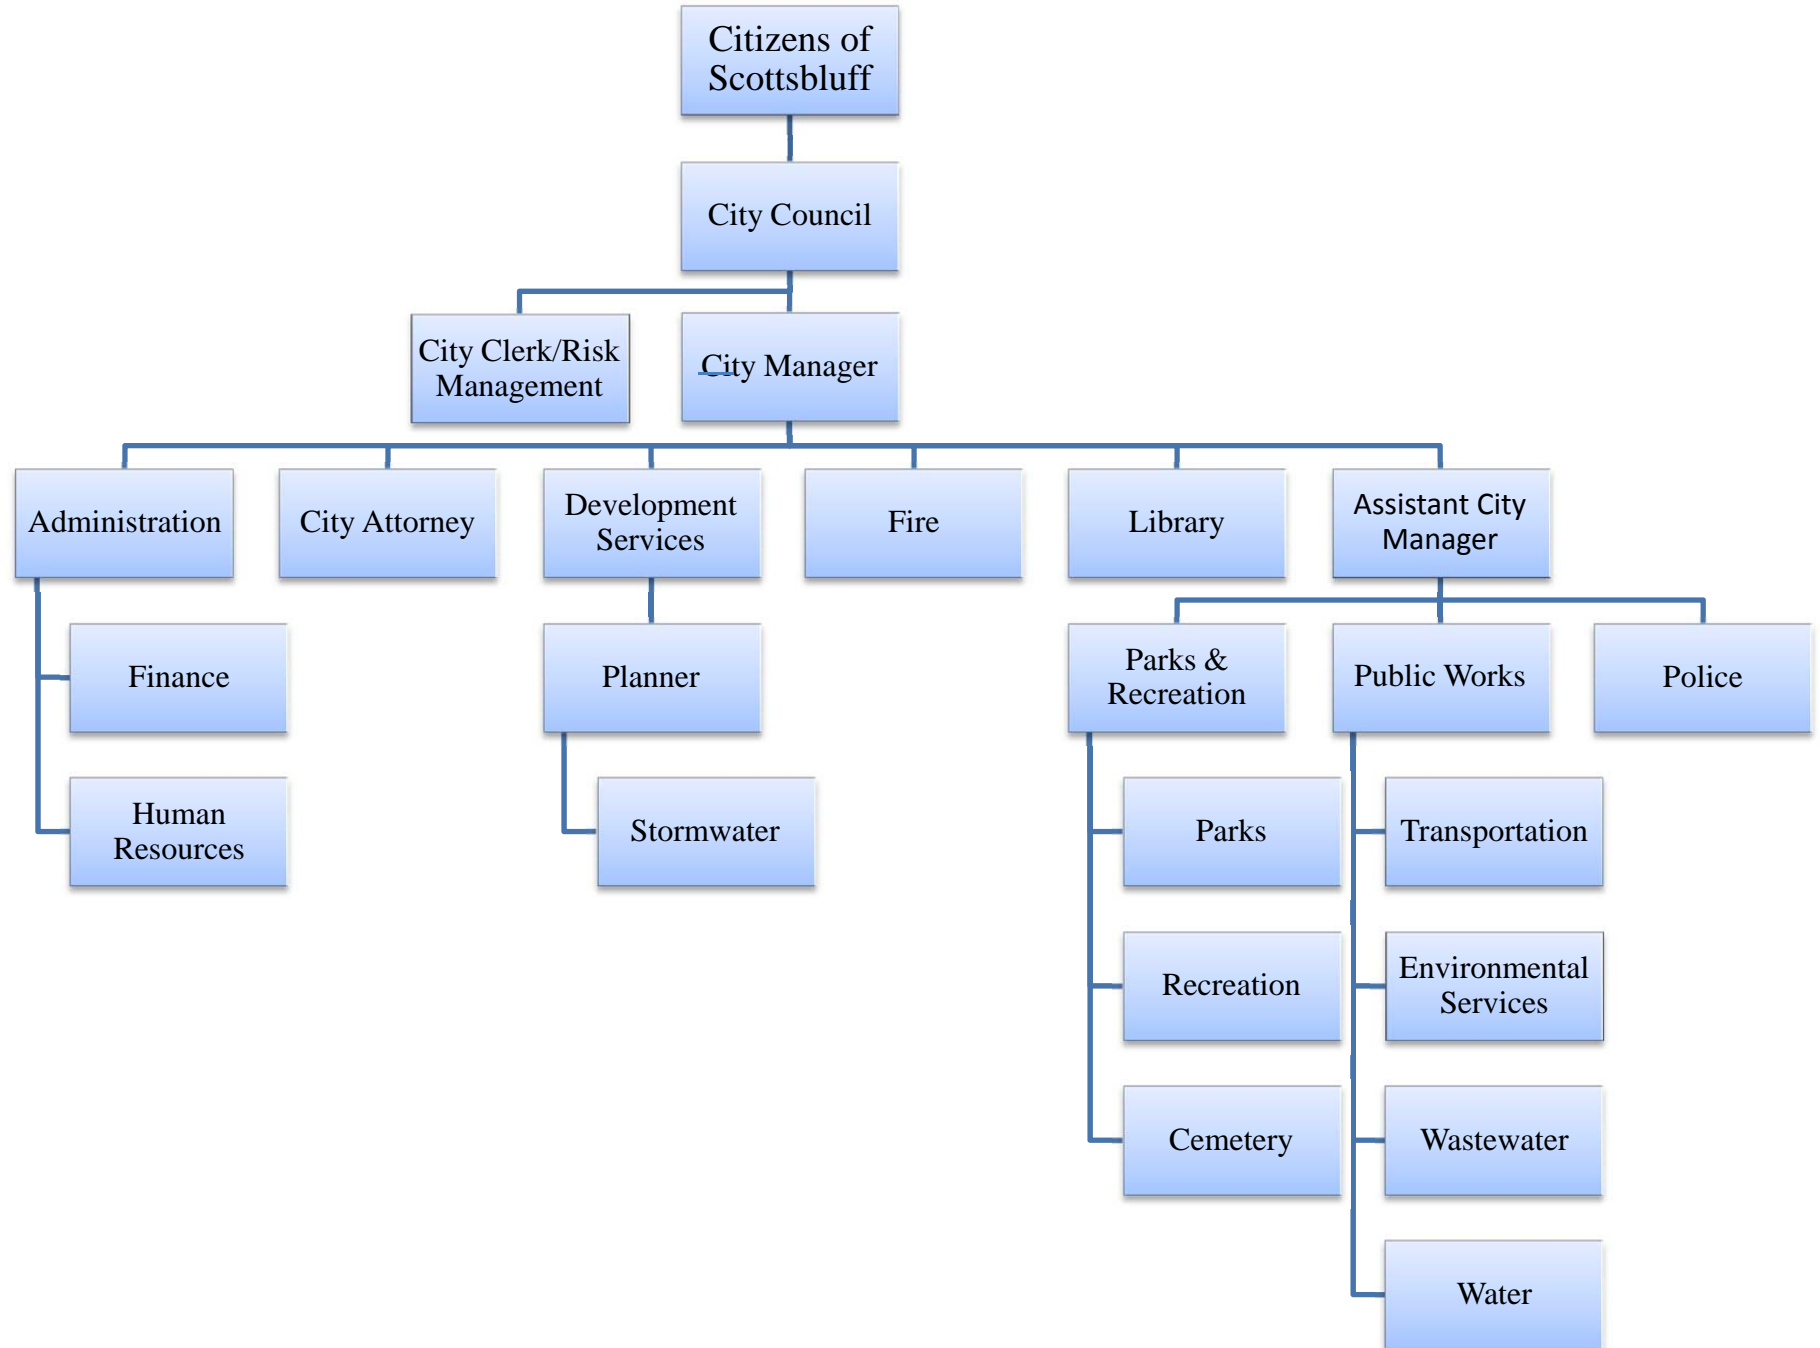 Citizens of
Scottsbluff
City Council
City Clerk/Risk
Management
City Manager
Administration
City Attorney
Development
Services
Fire
Library
Assistant City
Manager
Finance
Planner
Parks &
Recreation
Public Works
Police
Human
Resources
Stormwater
Parks
Transportation
Recreation
Environmental
Services
Cemetery
Wastewater
Water